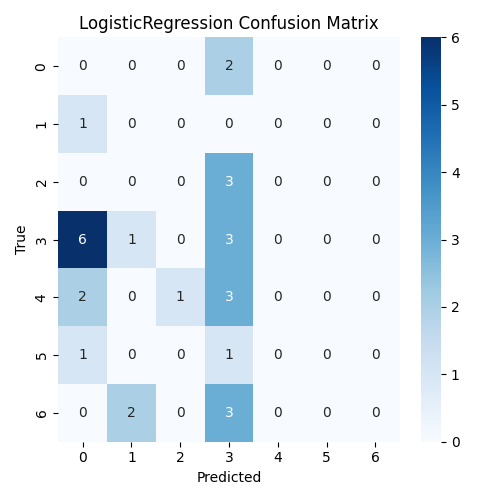 LogisticRegression Confusion Matrix
0 0 0 0 2 0 0 0
1 1 0 0 0 0 0 0
2 0 0 0 3 0 0 0
3 6 1 0 3 0 0 0
4 2 0 1 3 0 0 0
5 1 0 0 1 0 0 0
6 0 2 0 3 0 0 0
True
0 1 2 3 4 5 6
Predicted
6
5
4
3
2
1
0